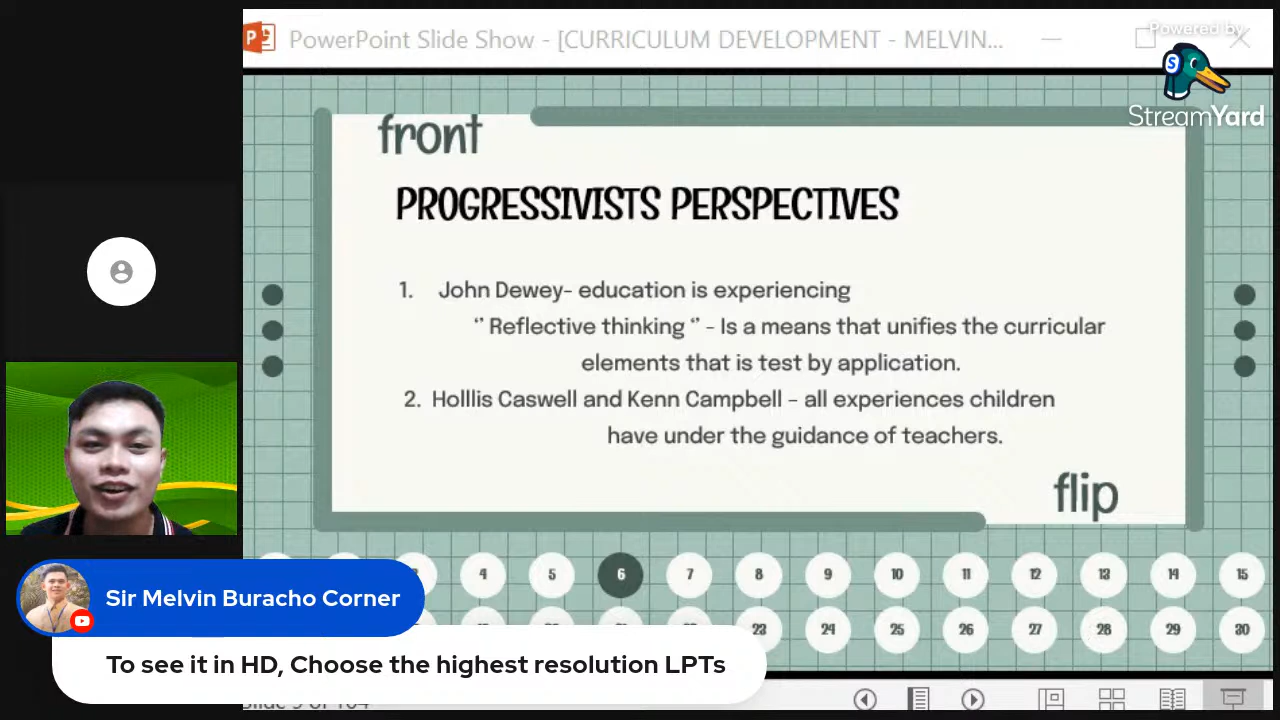 PowerPoint Slide Show - [CURRICULUM DEVELOPMENT - MELVIN...
Powered by
StreamYard
front
PROGRESSIVISTS PERSPECTIVES
1. John Dewey- education is experiencing
‘’ Reflective thinking ‘’ - Is a means that unifies the curricular
elements that is test by application.
2. Holllis Caswell and Kenn Campbell – all experiences children
have under the guidance of teachers.
flip
4 5 6 7 8 9 10 11 12 13 14 15
23 24 25 26 27 28 29 30
Sir Melvin Buracho Corner
To see it in HD, Choose the highest resolution LPTs